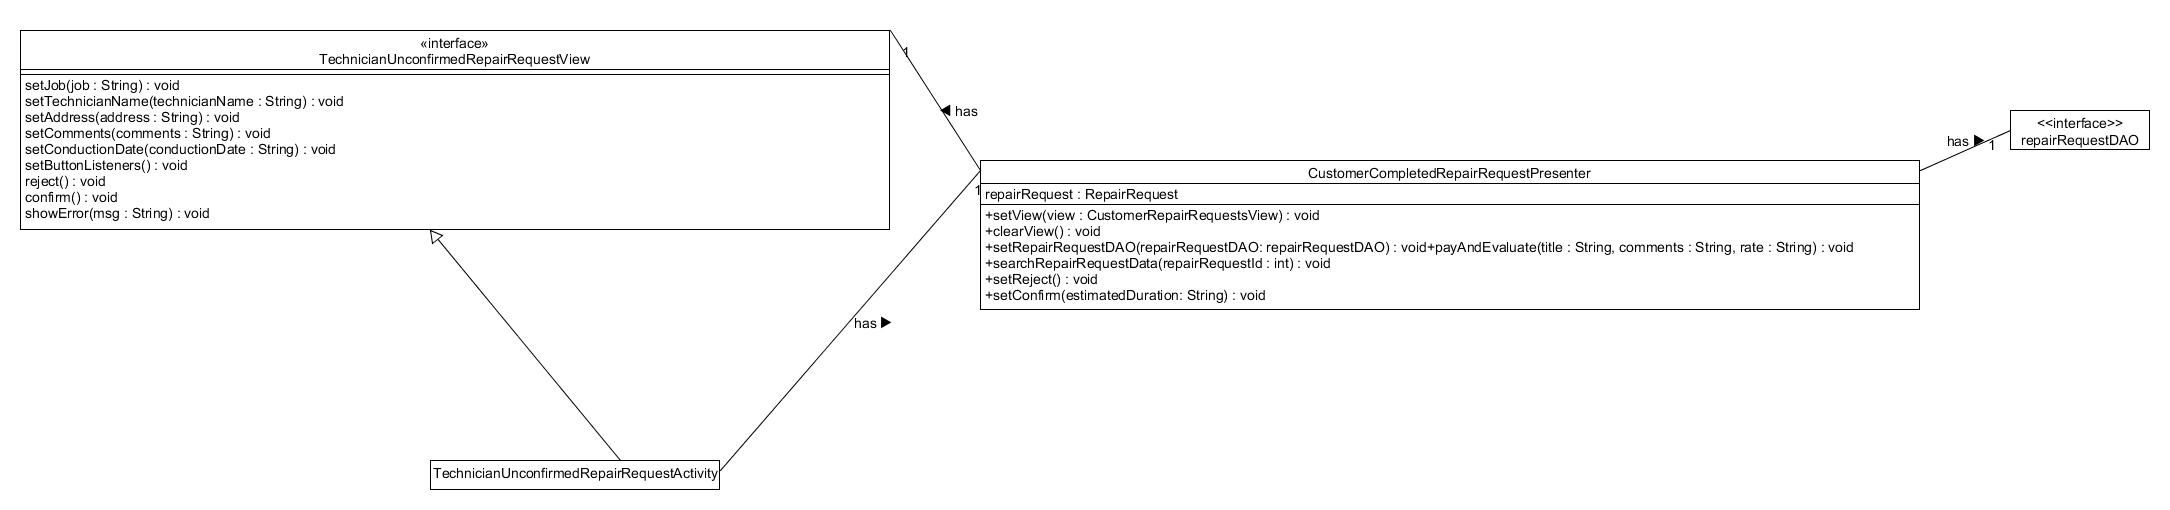 «interface»
TechnicianUnconfirmedRepairRequestView
setJob(job : String) : void
setTechnicianName(technicianName : String) : void
setAddress(address : String) : void
setComments(comments : String) : void
setConductionDate(conductionDate : String) : void
setButtonListeners() : void
reject() : void
confirm() : void
showError(msg : String) : void
1
◀ has
1
has ▶
TechnicianUnconfirmedRepairRequestActivity
CustomerCompletedRepairRequestPresenter
repairRequest : RepairRequest
+setView(view : CustomerRepairRequestsView) : void
+clearView() : void
+setRepairRequestDAO(repairRequestDAO: repairRequestDAO) : void+payAndEvaluate(title : String, comments : String, rate : String) : void
+searchRepairRequestData(repairRequestId : int) : void
+setReject() : void
+setConfirm(estimatedDuration: String) : void
has ▶
1
<<interface>>
repairRequestDAO